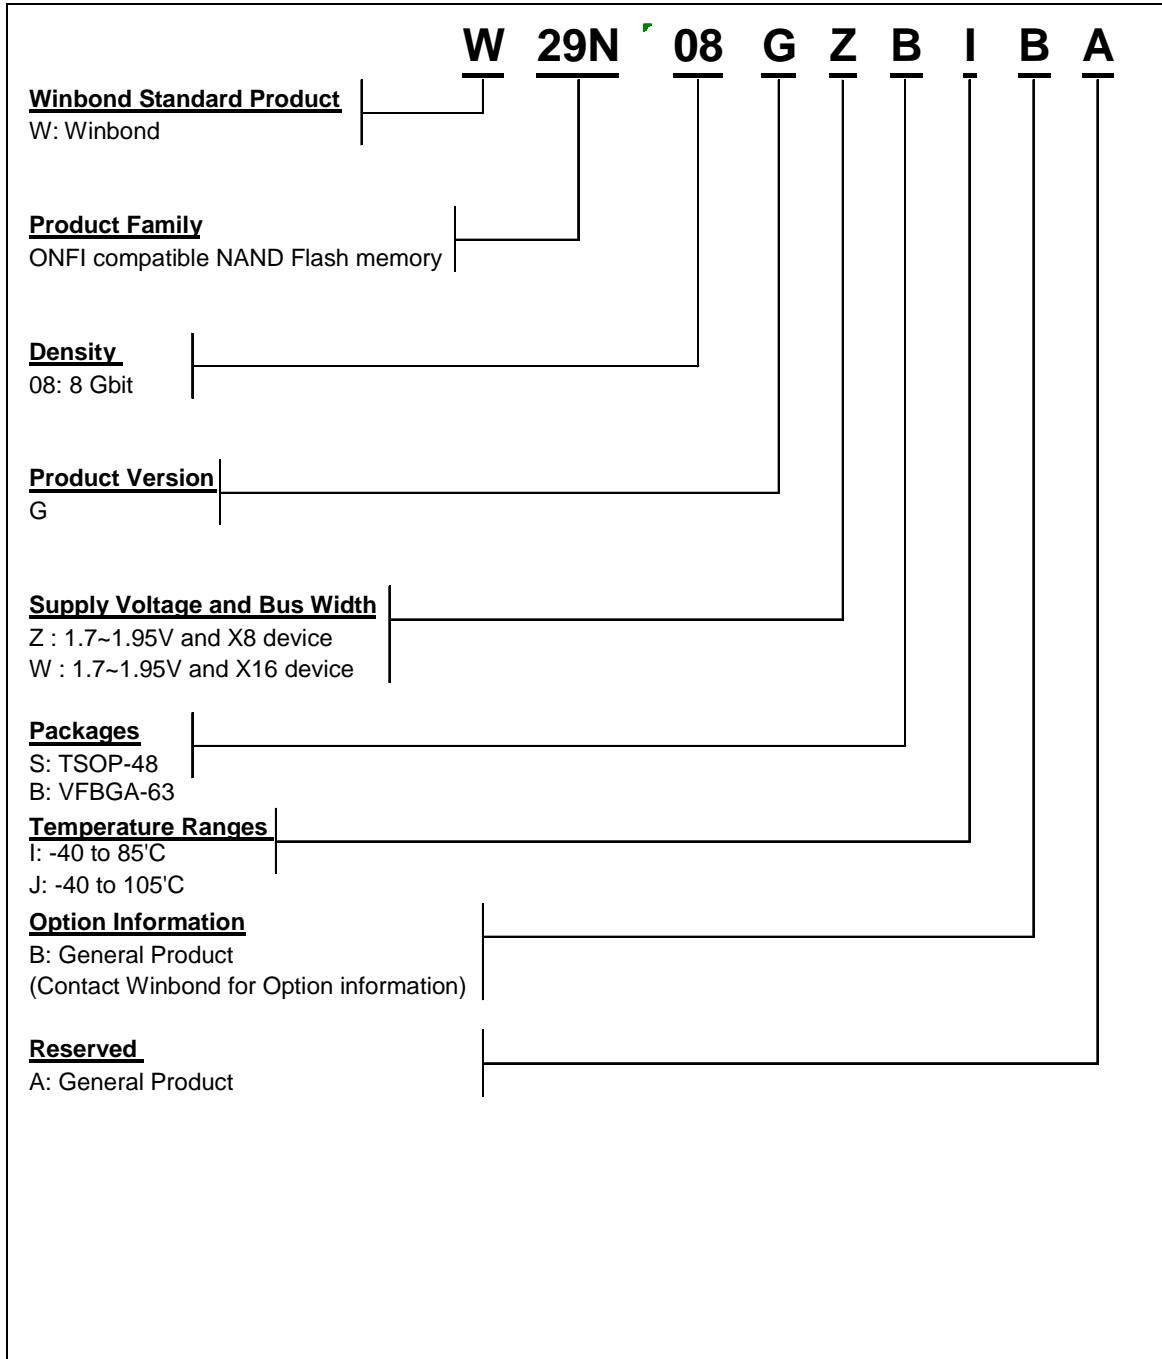 W 29N 08 G Z B I B A
Winbond Standard Product
W: Winbond
Product Family
ONFI compatible NAND Flash memory
Density
08: 8 Gbit
Product Version
G
Supply Voltage and Bus Width
Z : 1.7~1.95V and X8 device
W : 1.7~1.95V and X16 device
Packages
S: TSOP-48
B: VFBGA-63
Temperature Ranges
I: -40 to 85'C
J: -40 to 105'C
Option Information
B: General Product
(Contact Winbond for Option information)
Reserved
A: General Product